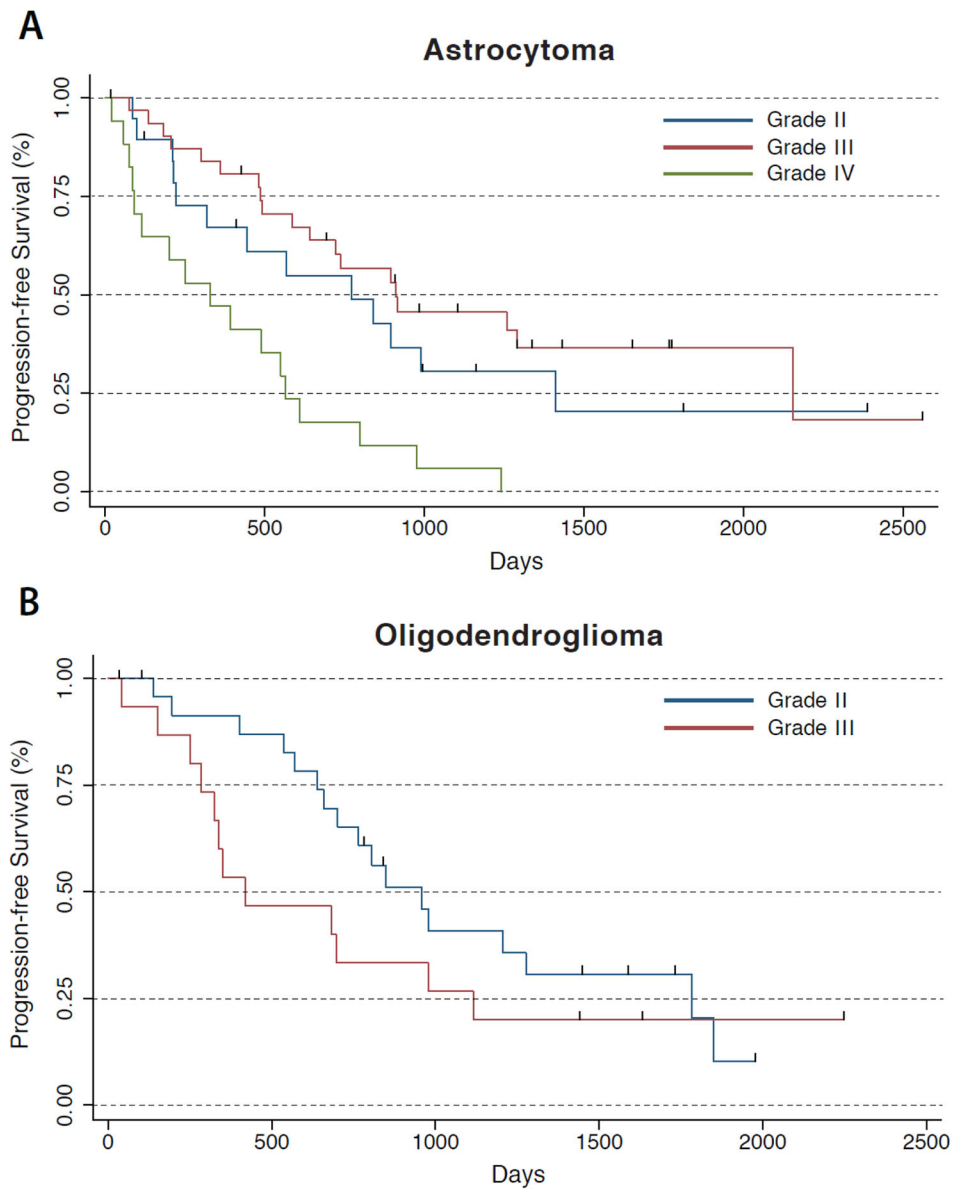 A
Astrocytoma
Progression-free Survival (%)
1.00
0.75
0.50
0.25
0.00
Grade II
Grade III
Grade IV
0 500 1000 1500 2000 2500
Days
B
Oligodendroglioma
Progression-free Survival (%)
1.00
0.75
0.50
0.25
0.00
Grade II
Grade III
0 500 1000 1500 2000 2500
Days